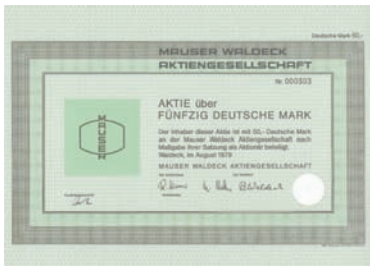 Deutsche Mark 50,-
MAUSER WALDECK
AKTIENGESELLSCHAFT
Nr. 000503
AKTIE über
FÜNFZIG DEUTSCHE MARK
Der Inhaber dieser Aktie ist mit 50,- Deutsche Mark
an der Mauser Waldeck Aktiengesellschaft nach
Maßgabe ihrer Satzung als Aktionär beteiligt.
Waldeck, im August 1979
MAUSER WALDECK AKTIENGESELLSCHAFT
MAUSER